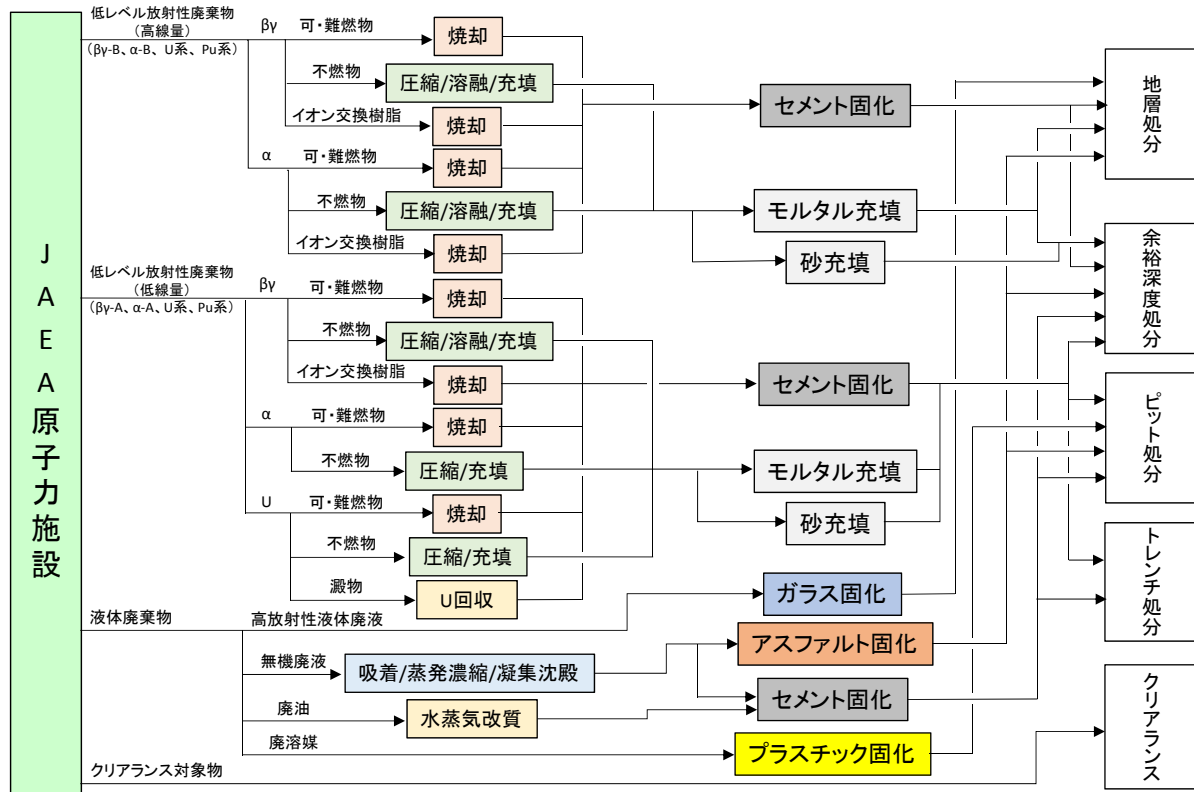 JAEA原子力施設
低レベル放射性廃棄物
(高線量)
(βγ-B、α-B、U系、Pu系)
βγ
可・難燃物
焼却
不燃物
圧縮/溶融/充填
イオン交換樹脂
焼却
α
可・難燃物
焼却
不燃物
圧縮/溶融/充填
イオン交換樹脂
焼却
低レベル放射性廃棄物
(低線量)
(βγ-A、α-A、U系、Pu系)
βγ
可・難燃物
焼却
不燃物
圧縮/溶融/充填
イオン交換樹脂
焼却
α
可・難燃物
焼却
不燃物
圧縮/充填
U
可・難燃物
焼却
不燃物
圧縮/充填
澱物
U回収
液体廃棄物
高放射性液体廃液
無機廃液
吸着/蒸発濃縮/凝集沈殿
廃油
水蒸気改質
廃溶媒
クリアランス対象物
セメント固化
モルタル充填
砂充填
セメント固化
モルタル充填
砂充填
ガラス固化
アスファルト固化
セメント固化
プラスチック固化
地層処分
余裕深度処分
ピット処分
トレンチ処分
クリアランス